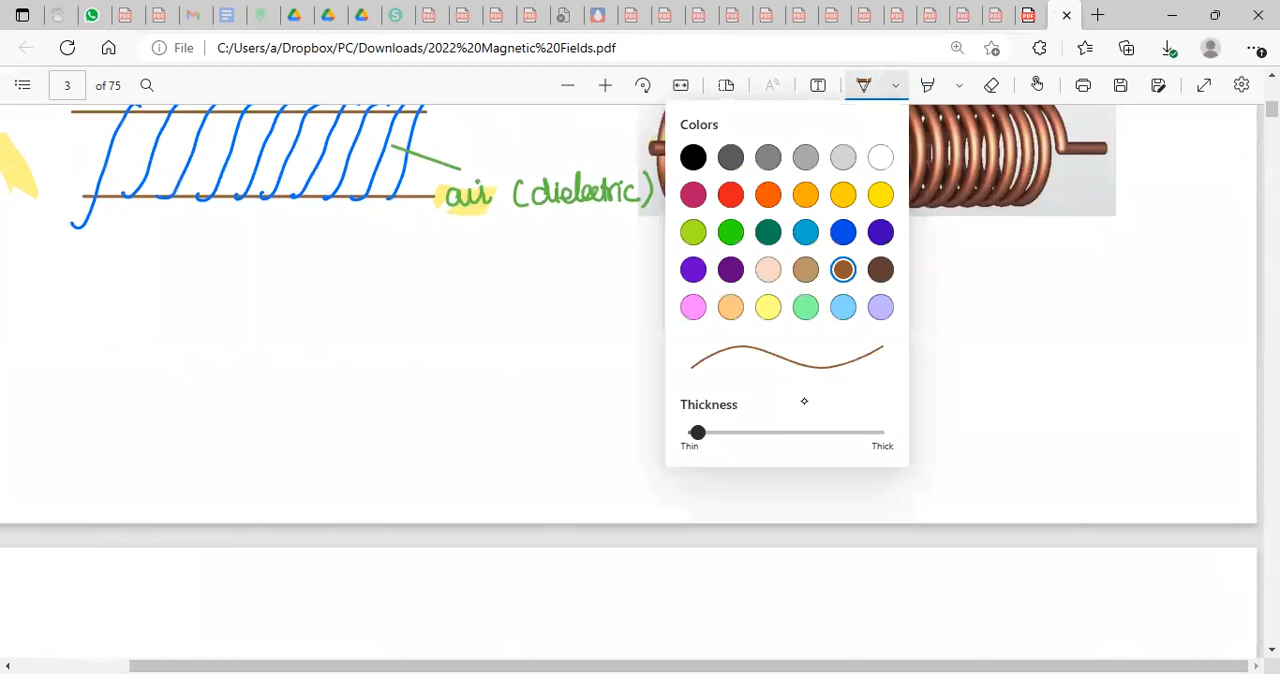 File C:/Users/a/Dropbox/PC/Downloads/2022%20Magnetic%20Fields.pdf
3 of 75
Colors
air (dielectric)
Thickness
Thin Thick